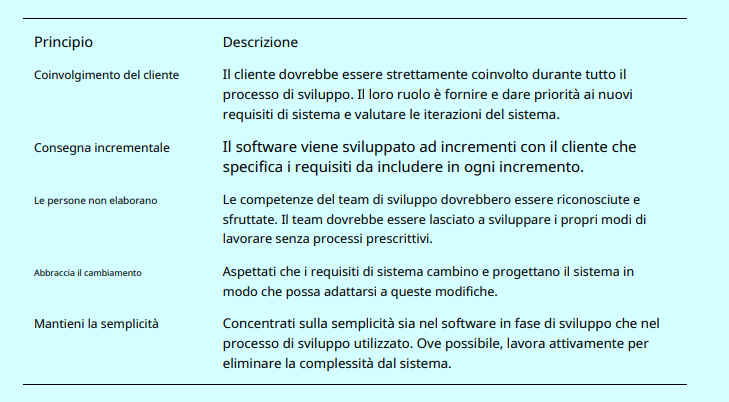 Principio Descrizione
Coinvolgimento del cliente Il cliente dovrebbe essere strettamente coinvolto durante tutto il
processo di sviluppo. Il loro ruolo è fornire e dare priorità ai nuovi
requisiti di sistema e valutare le iterazioni del sistema.
Consegna incrementale Il software viene sviluppato ad incrementi con il cliente che
specifica i requisiti da includere in ogni incremento.
Le persone non elaborano Le competenze del team di sviluppo dovrebbero essere riconosciute e
sfruttate. Il team dovrebbe essere lasciato a sviluppare i propri modi di
lavorare senza processi prescrittivi.
Abbraccia il cambiamento Aspettati che i requisiti di sistema cambino e progettano il sistema in
modo che possa adattarsi a queste modifiche.
Mantieni la semplicità Concentrati sulla semplicità sia nel software in fase di sviluppo che nel
processo di sviluppo utilizzato. Ove possibile, lavora attivamente per
eliminare la complessità dal sistema.